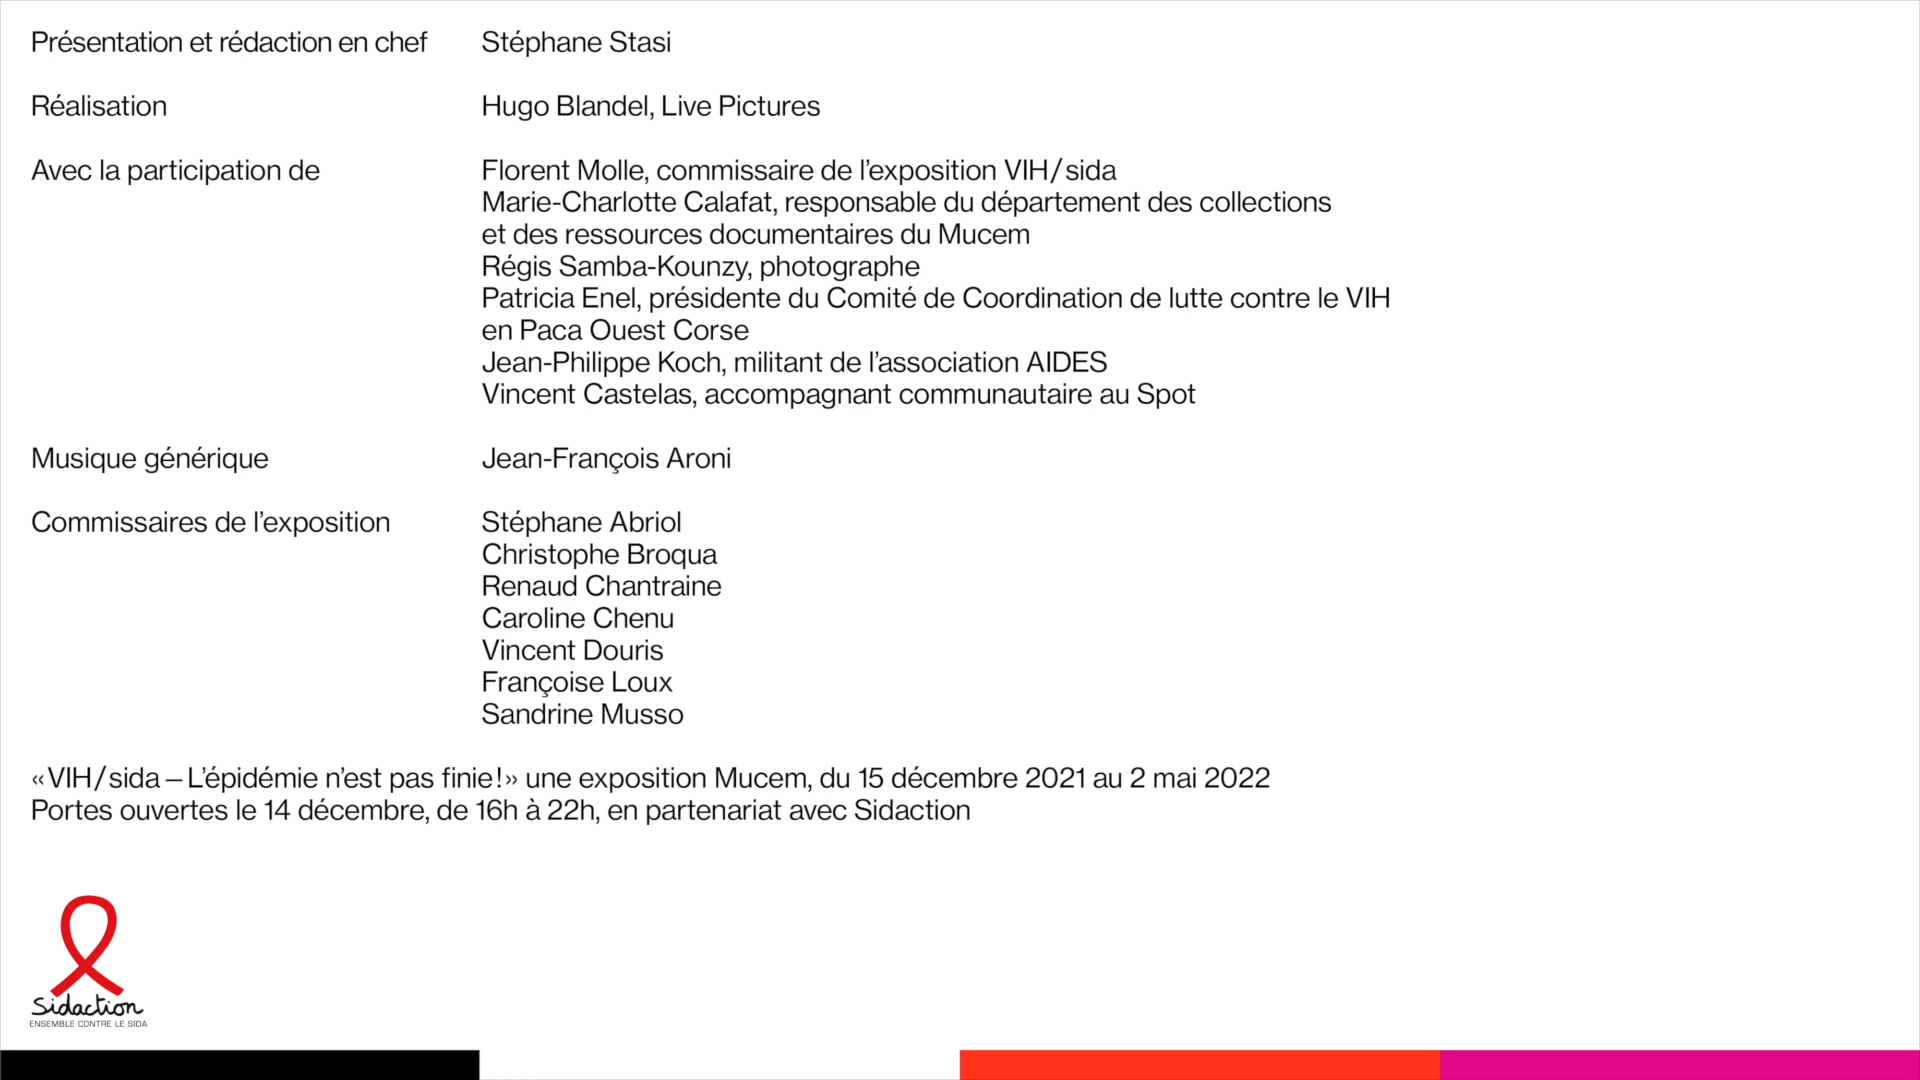 Présentation et rédaction en chef Stéphane Stasi
Réalisation Hugo Blandel, Live Pictures
Avec la participation de Florent Molle, commissaire de l’exposition VIH/sida
Marie-Charlotte Calafat, responsable du département des collections
et des ressources documentaires du Mucem
Régis Samba-Kounzy, photographe
Patricia Enel, présidente du Comité de Coordination de lutte contre le VIH
en Paca Ouest Corse
Jean-Philippe Koch, militant de l’association AIDES
Vincent Castelas, accompagnant communautaire au Spot
Musique générique Jean-François Aroni
Commissaires de l’exposition Stéphane Abriol
Christophe Broqua
Renaud Chantraine
Caroline Chenu
Vincent Douris
Françoise Loux
Sandrine Musso
«VIH/sida – L’épidémie n’est pas finie!» une exposition Mucem, du 15 décembre 2021 au 2 mai 2022
Portes ouvertes le 14 décembre, de 16h à 22h, en partenariat avec Sidaction
Sidaction
ENSEMBLE CONTRE LE SIDA